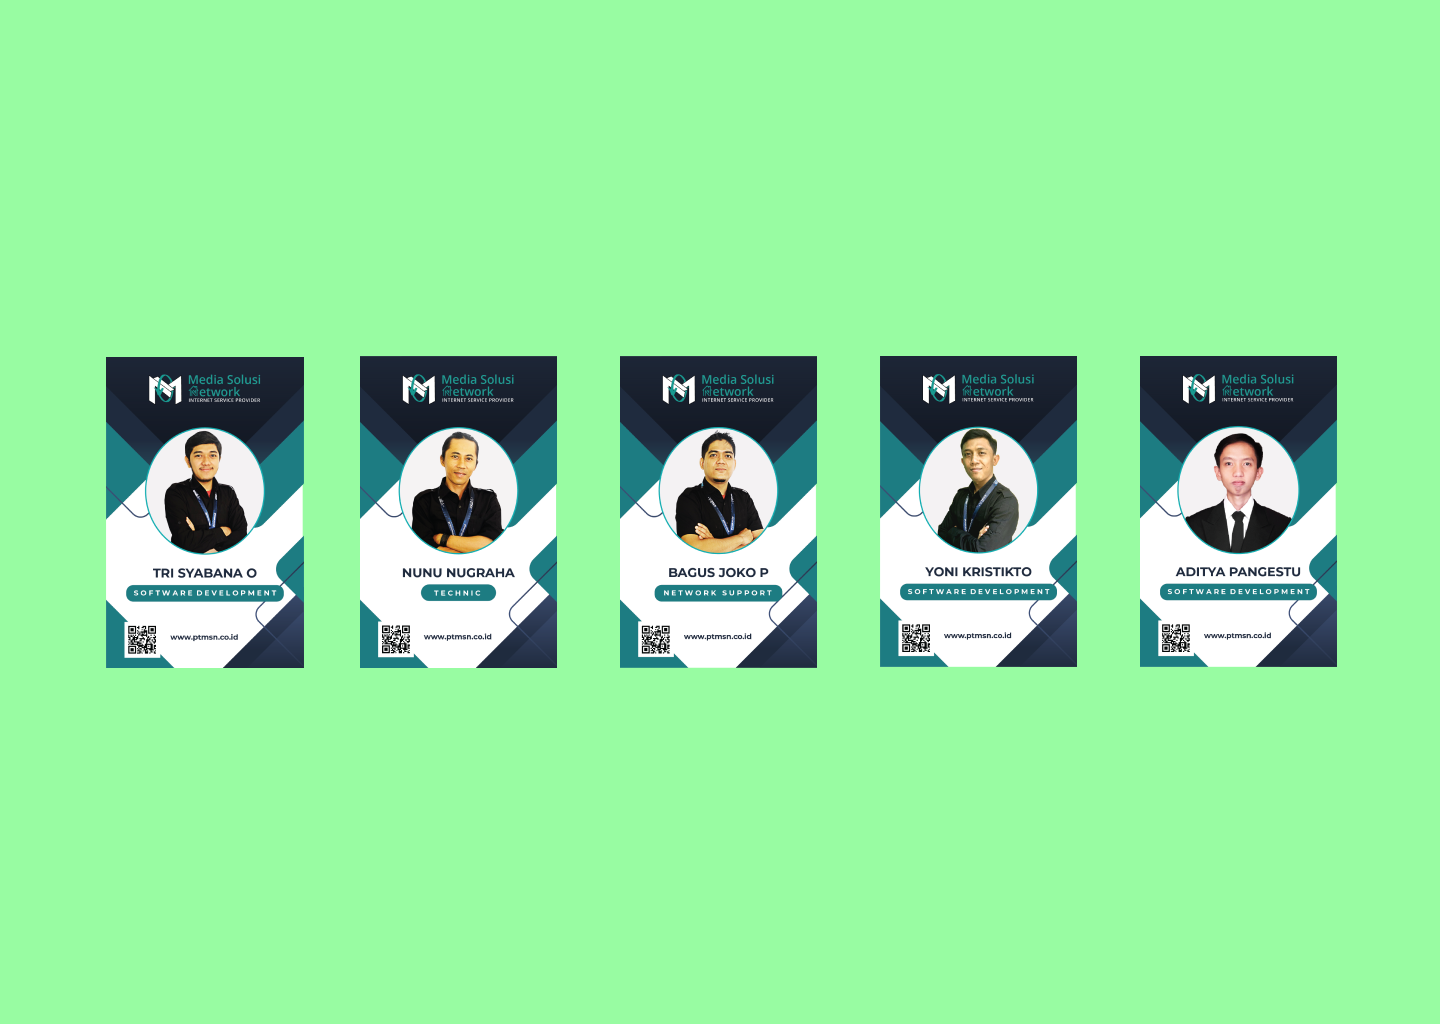 Media Solusi
Network
INTERNET SERVICE PROVIDER
TRI SYABANA O
SOFTWARE DEVELOPMENT
www.ptmsn.co.id
Media Solusi
Network
INTERNET SERVICE PROVIDER
NUNU NUGRAHA
TECHNIC
www.ptmsn.co.id
Media Solusi
Network
INTERNET SERVICE PROVIDER
BAGUS JOKO P
NETWORK SUPPORT
www.ptmsn.co.id
Media Solusi
Network
INTERNET SERVICE PROVIDER
YONI KRISTIKTO
SOFTWARE DEVELOPMENT
www.ptmsn.co.id
Media Solusi
Network
INTERNET SERVICE PROVIDER
ADITYA PANGESTU
SOFTWARE DEVELOPMENT
www.ptmsn.co.id